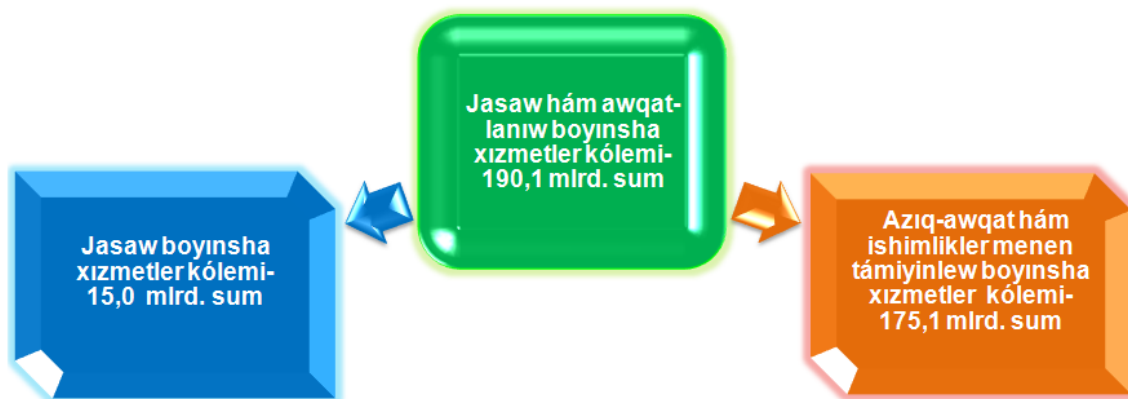 Jasaw hám awqat-
lanıw boyınsha
xızmetler kólemi-
190,1 mlrd. sum
Jasaw boyınsha
xızmetler kólemi-
15,0 mlrd. sum
Azıq-awqat hám
ishimlikler menen
támiyinlew boyınsha
xızmetler kólemi-
175,1 mlrd. sum